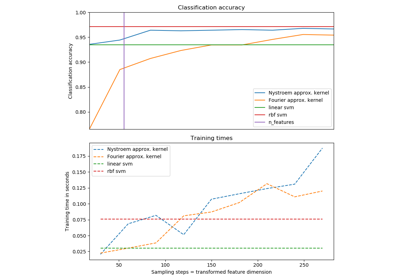 Classification accuracy
1.00
0.95
0.90
0.85
0.80
Classification accuracy
Nystroem approx. kernel
Fourier approx. kernel
linear svm
rbf svm
n_features
Training times
Nystroem approx. kernel
Fourier approx. kernel
linear svm
rbf svm
0.175
0.150
0.125
0.100
0.075
0.050
0.025
Training time in seconds
50
100
150
200
250
Sampling steps = transformed feature dimension